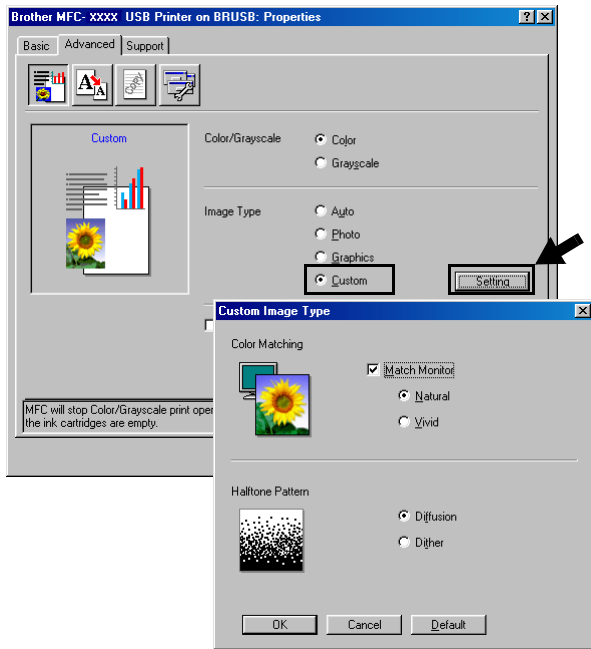 Brother MFC- XXXX USB Printer on BRUSB: Properties
Basic Advanced Support
Custom
Color/Grayscale
Color
Grayscale
Image Type
Auto
Photo
Graphics
Custom
Setting
MFC will stop Color/Grayscale print oper
the ink cartridges are empty.
Custom Image Type
Color Matching
Match Monitor
Natural
Vivid
Halftone Pattern
Diffusion
Dither
OK Cancel Default